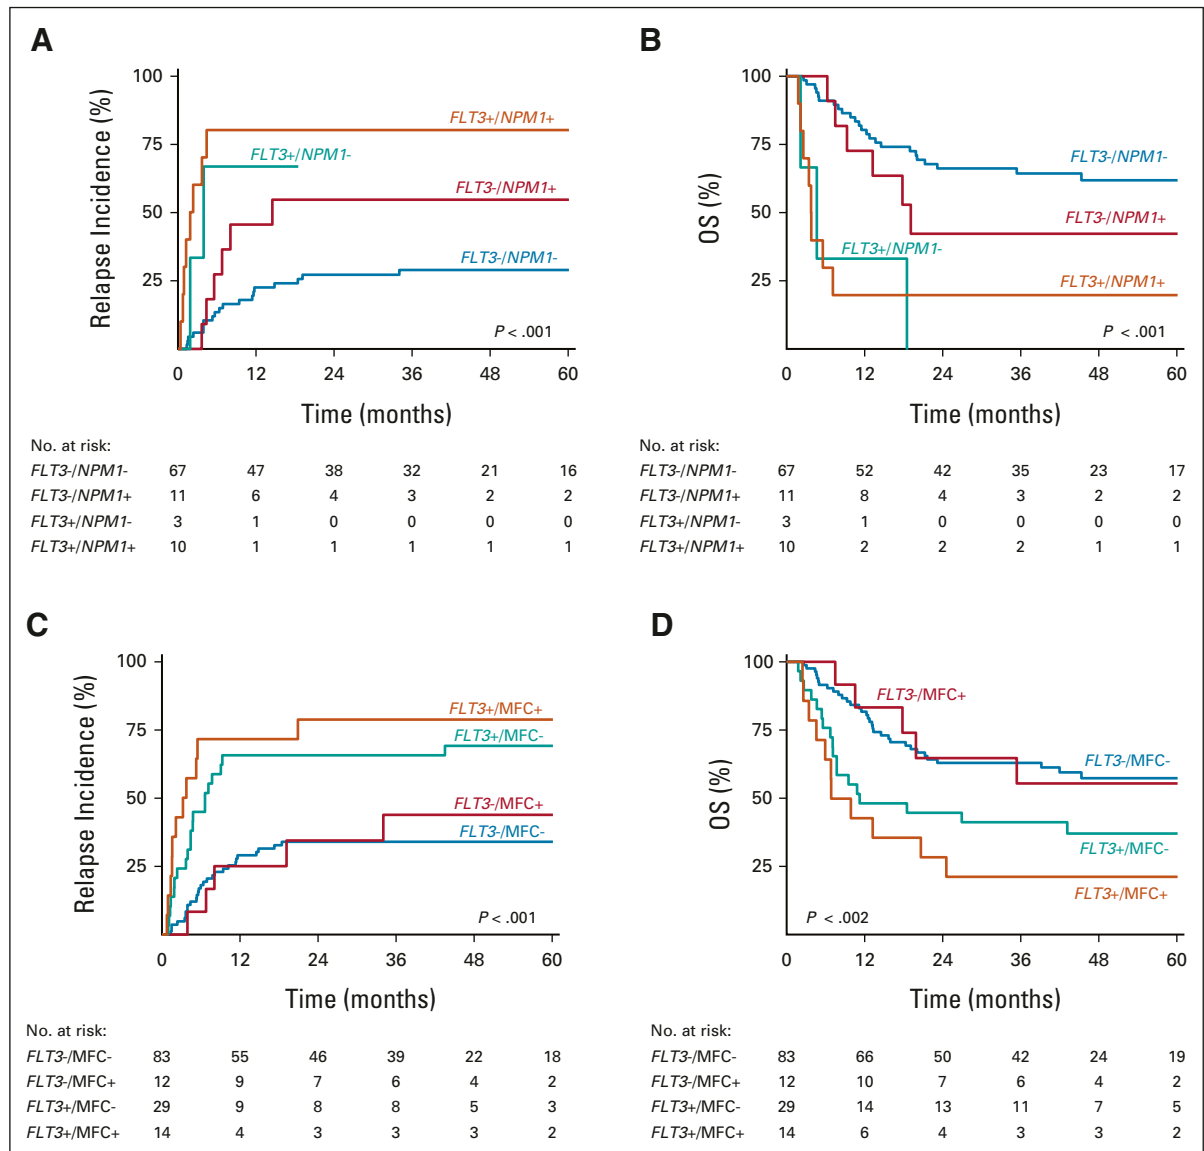 A
Relapse Incidence (%)
100
75
50
25
FLT3+/NPM1+
FLT3+/NPM1-
FLT3-/NPM1+
FLT3-/NPM1-
P < .001
0 12 24 36 48 60
Time (months)
No. at risk:
FLT3-/NPM1- 67 47 38 32 21 16
FLT3-/NPM1+ 11 6 4 3 2 2
FLT3+/NPM1- 3 1 0 0 0 0
FLT3+/NPM1+ 10 1 1 1 1 1
B
OS (%)
100
75
50
25
FLT3-/NPM1-
FLT3-/NPM1+
FLT3+/NPM1-
FLT3+/NPM1+
P < .001
0 12 24 36 48 60
Time (months)
No. at risk:
FLT3-/NPM1- 67 52 42 35 23 17
FLT3-/NPM1+ 11 8 4 3 2 2
FLT3+/NPM1- 3 1 0 0 0 0
FLT3+/NPM1+ 10 2 2 2 1 1
C
Relapse Incidence (%)
100
75
50
25
FLT3+/MFC+
FLT3+/MFC-
FLT3-/MFC+
FLT3-/MFC-
P < .001
0 12 24 36 48 60
Time (months)
No. at risk:
FLT3-/MFC- 83 55 46 39 22 18
FLT3-/MFC+ 12 9 7 6 4 2
FLT3+/MFC- 29 9 8 8 5 3
FLT3+/MFC+ 14 4 3 3 3 2
D
OS (%)
100
75
50
25
FLT3-/MFC+
FLT3-/MFC-
FLT3+/MFC-
FLT3+/MFC+
P < .002
0 12 24 36 48 60
Time (months)
No. at risk:
FLT3-/MFC- 83 66 50 42 24 19
FLT3-/MFC+ 12 10 7 6 4 2
FLT3+/MFC- 29 14 13 11 7 5
FLT3+/MFC+ 14 6 4 3 3 2